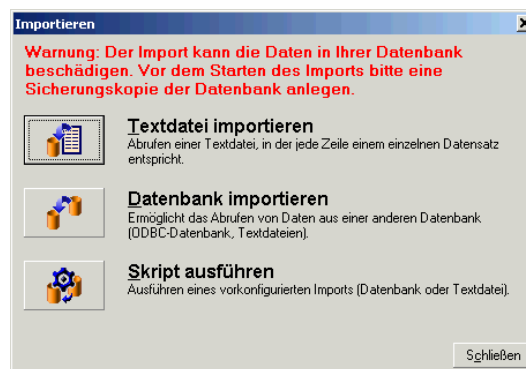 Importieren
Warnung: Der Import kann die Daten in Ihrer Datenbank
beschädigen. Vor dem Starten des Imports bitte eine
Sicherungskopie der Datenbank anlegen.
Textdatei importieren
Abrufen einer Textdatei, in der jede Zeile einem einzelnen Datensatz
entspricht.
Datenbank importieren
Ermöglicht das Abrufen von Daten aus einer anderen Datenbank
(ODBC-Datenbank, Textdateien).
Skript ausführen
Ausführen eines vorkonfigurierten Imports (Datenbank oder Textdatei).
Schließen